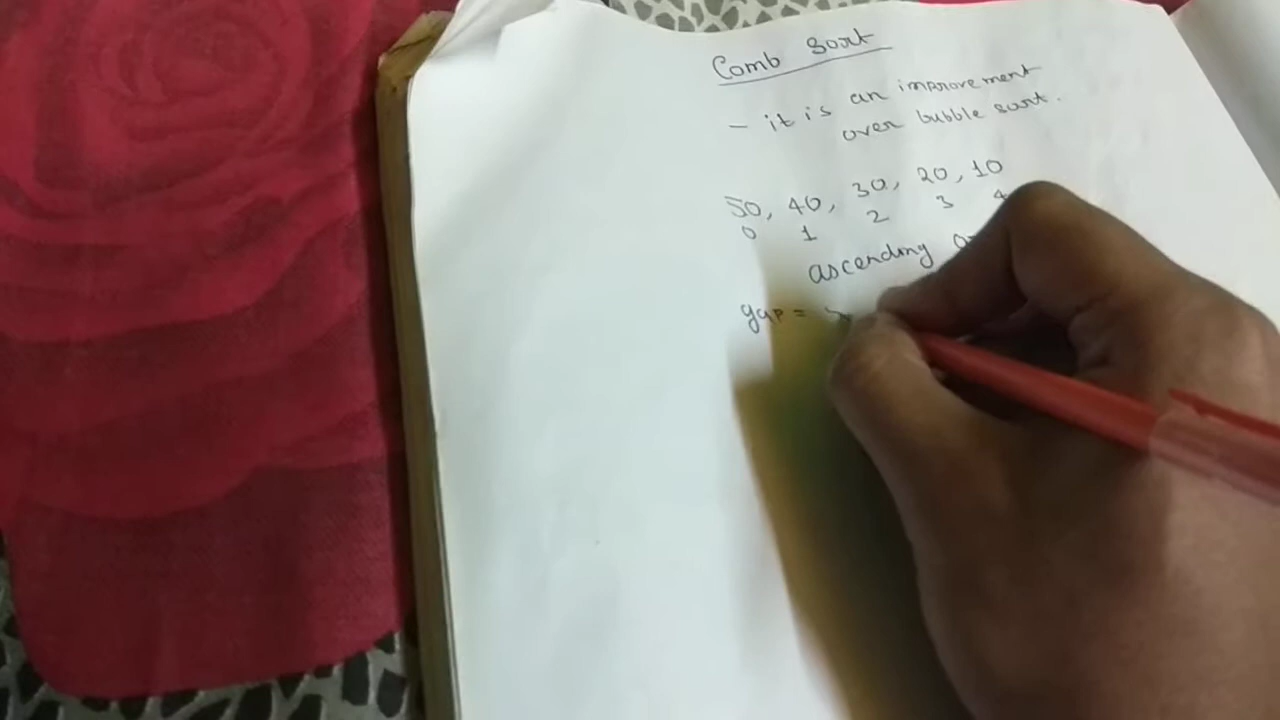 Comb Sort
- it is an improvement
over bubble sort.
50, 40, 30, 20, 10
0 1 2 3 4
ascending
gap =